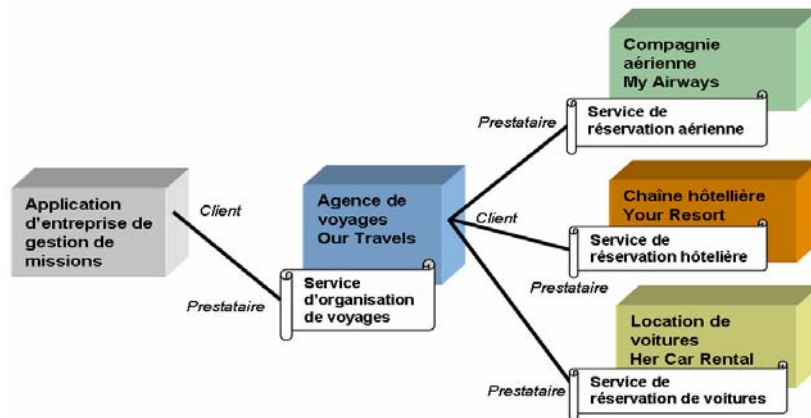 Application
d'entreprise de
gestion de
missions
Client
Prestataire
Agence de
voyages
Our Travels
Service
d'organisation
de voyages
Client
Prestataire
Compagnie
aérienne
My Airways
Service de
réservation aérienne
Chaîne hôtellière
Your Resort
Service de
réservation hôtelière
Prestataire
Location de
voitures
Her Car Rental
Service de
réservation de voitures
Prestataire